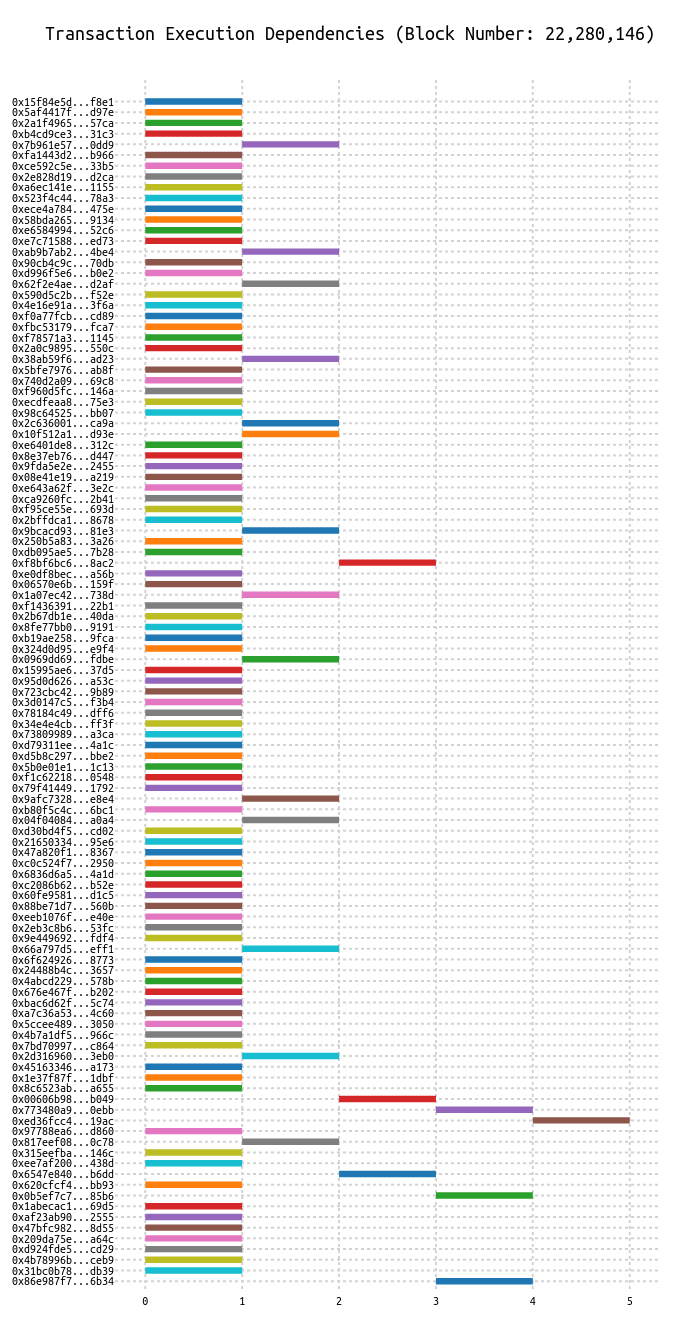 Transaction Execution Dependencies (Block Number: 22,280,146)
0x15f84e5d...f8e1
0x5af4417f...d97e
0x2a1f4965...57ca
0xb4cd9ce3...31c3
0x7b961e57...0dd9
0xfa1443d2...b966
0xce592c5e...33b5
0x2e828d19...d2ca
0xa6ec141e...1155
0x523f4c44...78a3
0xece4a784...475e
0x58bda265...9134
0xe6584994...52c6
0xe7c71588...ed73
0xab9b7ab2...4be4
0x90cb4c9c...70db
0xd996f5e6...b0e2
0x62f2e4ae...d2af
0x590d5c2b...f52e
0x4e16e91a...3f6a
0xf0a77fcb...cd89
0xfbc53179...fca7
0xf78571a3...1145
0x2a0c9895...550c
0x38ab59f6...ad23
0x5bfe7976...ab8f
0x740d2a09...69c8
0xf960d5fc...146a
0xecdfeaa8...75e3
0x98c64525...bb07
0x2c636001...ca9a
0x10f512a1...d93e
0xe6401de8...312c
0x8e37eb76...d447
0x9fda5e2e...2455
0x08e41e19...a219
0xe643a62f...3e2c
0xca9260fc...2b41
0xf95ce55e...693d
0x2bffdca1...8678
0x9bcacd93...81e3
0x250b5a83...3a26
0xdb095ae5...7b28
0xf8bf6bc6...8ac2
0xe0df8bec...a56b
0x06570e6b...159f
0x1a07ec42...738d
0xf1436391...22b1
0x2b67db1e...40da
0x8fe77bb0...9191
0xb19ae258...9fca
0x324d0d95...e9f4
0x0969dd69...fdbe
0x15995ae6...37d5
0x95d0d626...a53c
0x723cbc42...9b89
0x3d0147c5...f3b4
0x78184c49...dff6
0x34e4e4cb...ff3f
0x73809989...a3ca
0xd79311ee...4a1c
0xd5b8c297...bbe2
0x5b0e01e1...1c13
0xf1c62218...0548
0x79f41449...1792
0x9afc7328...e8e4
0xb80f5c4c...6bc1
0x04f04084...a0a4
0xd30bd4f5...cd02
0x21650334...95e6
0x47a820f1...8367
0xc0c524f7...2950
0x6836d6a5...4a1d
0xc2086b62...b52e
0x60fe9581...d1c5
0x88be71d7...560b
0xeeb1076f...e40e
0x2eb3c8b6...53fc
0x9e449692...fdf4
0x66a797d5...eff1
0x6f624926...8773
0x24488b4c...3657
0x4abcd229...578b
0x676e467f...b202
0xbac6d62f...5c74
0xa7c36a53...4c60
0x5ccee489...3050
0x4b7a1df5...966c
0x7bd70997...c864
0x2d316960...3eb0
0x45163346...a173
0x1e37f87f...1dbf
0x8c6523ab...a655
0x00606b98...b049
0x773480a9...0ebb
0xed36fcc4...19ac
0x97788ea6...d860
0x817eef08...0c78
0x315eefba...146c
0xee7af200...438d
0x6547e840...b6dd
0x620cfcf4...bb93
0x0b5ef7c7...85b6
0x1abecac1...69d5
0xaf23ab90...2555
0x47bfc982...8d55
0x209da75e...a64c
0xd924fde5...cd29
0x4b78996b...ceb9
0x31bc0b78...db39
0x86e987f7...6b34
0 1 2 3 4 5